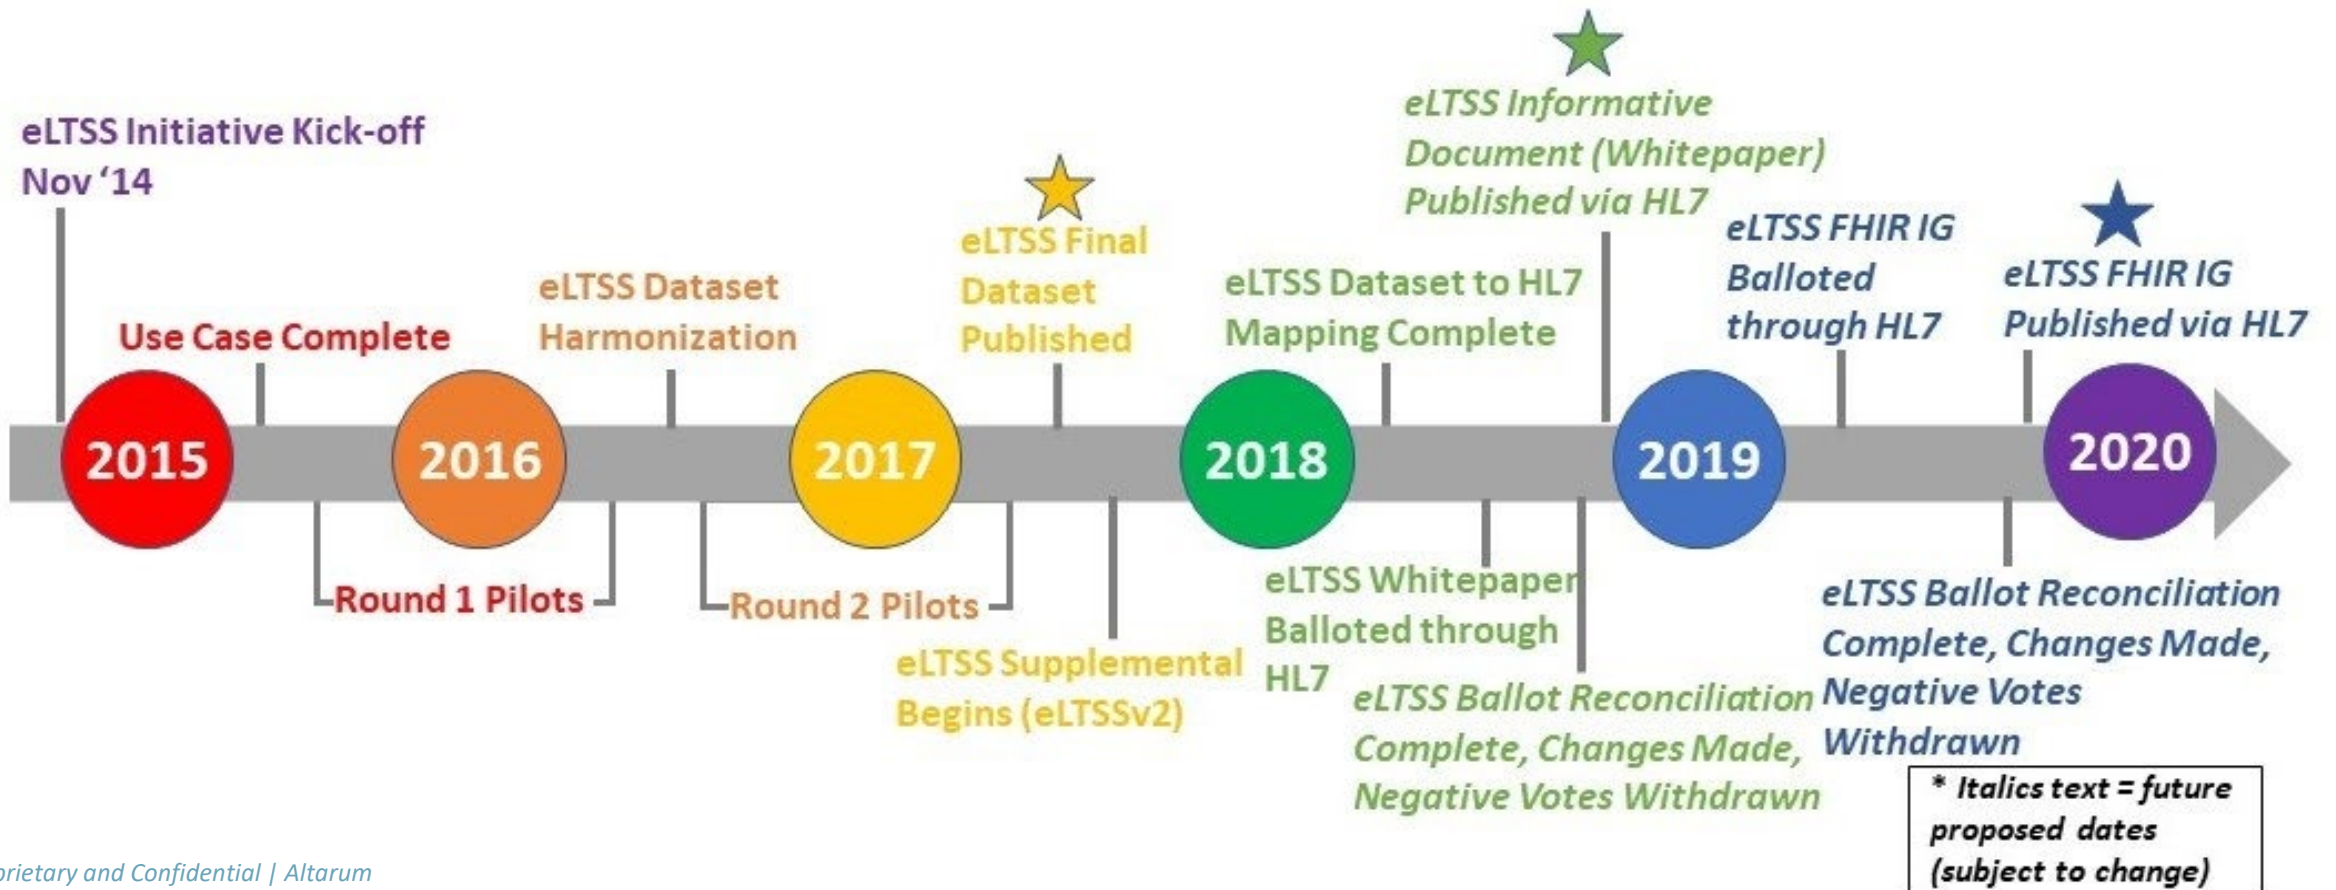 eLTSS Initiative Kick-off
Nov ‘14
Use Case Complete
eLTSS Dataset
Harmonization
eLTSS Final
Dataset
Published
eLTSS Dataset to HL7
Mapping Complete
eLTSS Informative
Document (Whitepaper)
Published via HL7
eLTSS FHIR IG
Balloted
through HL7
eLTSS FHIR IG
Published via HL7
2015
2016
2017
2018
2019
2020
Round 1 Pilots
Round 2 Pilots
eLTSS Supplemental
Begins (eLTSSv2)
eLTSS Whitepaper
Balloted through
HL7
eLTSS Ballot Reconciliation
Complete, Changes Made,
Negative Votes Withdrawn
eLTSS Ballot Reconciliation
Complete, Changes Made,
Negative Votes
Withdrawn
* Italics text = future
proposed dates
(subject to change)
prietary and Confidential | Altarum